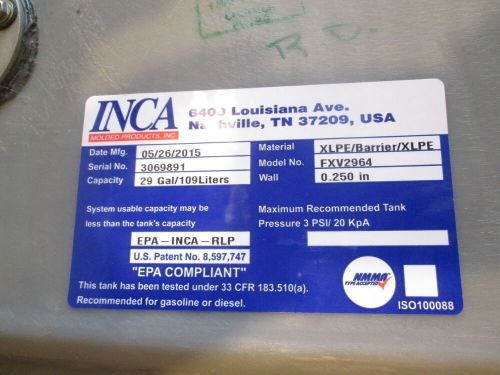 R.D.
INCA
MOLDED PRODUCTS, INC.
6400 Louisiana Ave.
Nashville, TN 37209, USA
Date Mfg. 05/26/2015
Serial No. 3069891
Capacity 29 Gal/109Liters
Material XLPE/Barrier/XLPE
Model No. FXV2964
Wall 0.250 in
System usable capacity may be
less than the tank's capacity
EPA-INCA-RLP
U.S. Patent No. 8,597,747
"EPA COMPLIANT"
This tank has been tested under 33 CFR 183.510(a).
Recommended for gasoline or diesel.
Maximum Recommended Tank
Pressure 3 PSI/ 20 KpA
NMMA
TYPE ACCEPTED
ISO100088